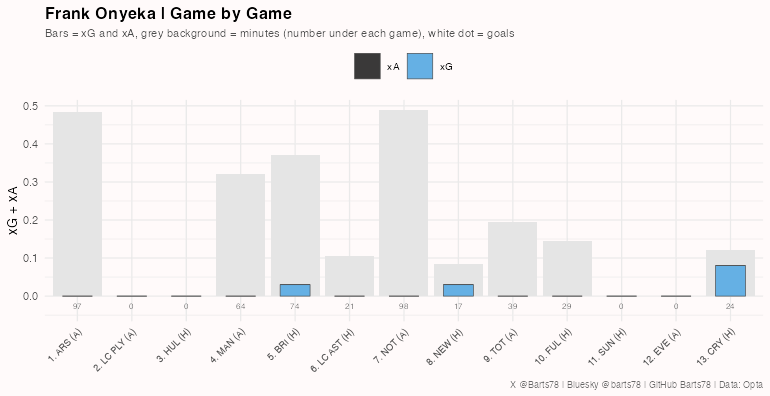 Frank Onyeka | Game by Game
Bars = xG and xA, grey background = minutes (number under each game), white dot = goals
xA
xG
xG + xA
0.5
0.4
0.3
0.2
0.1
0.0
97
0
0
64
74
21
98
17
39
29
0
0
24
1. ARS (A)
2. LC PLY (A)
3. HUL (H)
4. MAN (A)
5. BRI (H)
6. LC AST (H)
7. NOT (A)
8. NEW (H)
9. TOT (A)
10. FUL (H)
11. SUN (H)
12. EVE (A)
13. CRY (H)
X @Barts78 | Bluesky @barts78 | GitHub Barts78 | Data: Opta